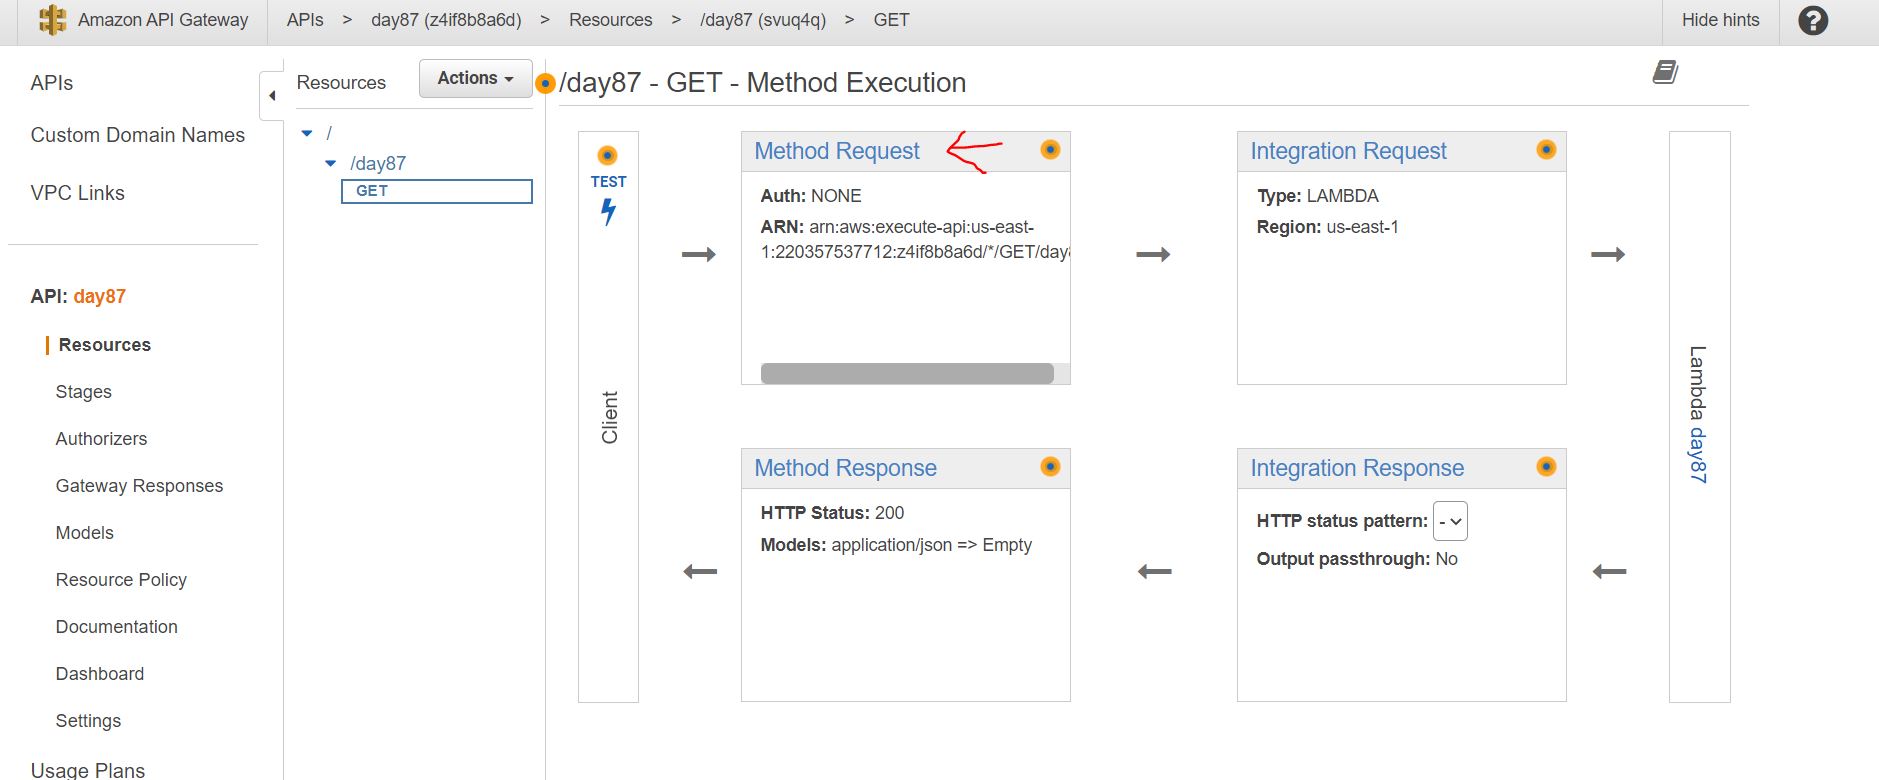 Amazon API Gateway
APIs > day87 (z4if8b8a6d) > Resources > /day87 (svuq4q) > GET
Hide hints
?
APIs
Custom Domain Names
VPC Links
API: day87
Resources
Stages
Authorizers
Gateway Responses
Models
Resource Policy
Documentation
Dashboard
Settings
Usage Plans
Resources
Actions
/
/day87
GET
/day87 - GET - Method Execution
TEST
Client
Method Request
Auth: NONE
ARN: arn:aws:execute-api:us-east-
1:220357537712:z4if8b8a6d/*/GET/day
Integration Request
Type: LAMBDA
Region: us-east-1
Lambda day87
Method Response
HTTP Status: 200
Models: application/json => Empty
Integration Response
HTTP status pattern: -
Output passthrough: No